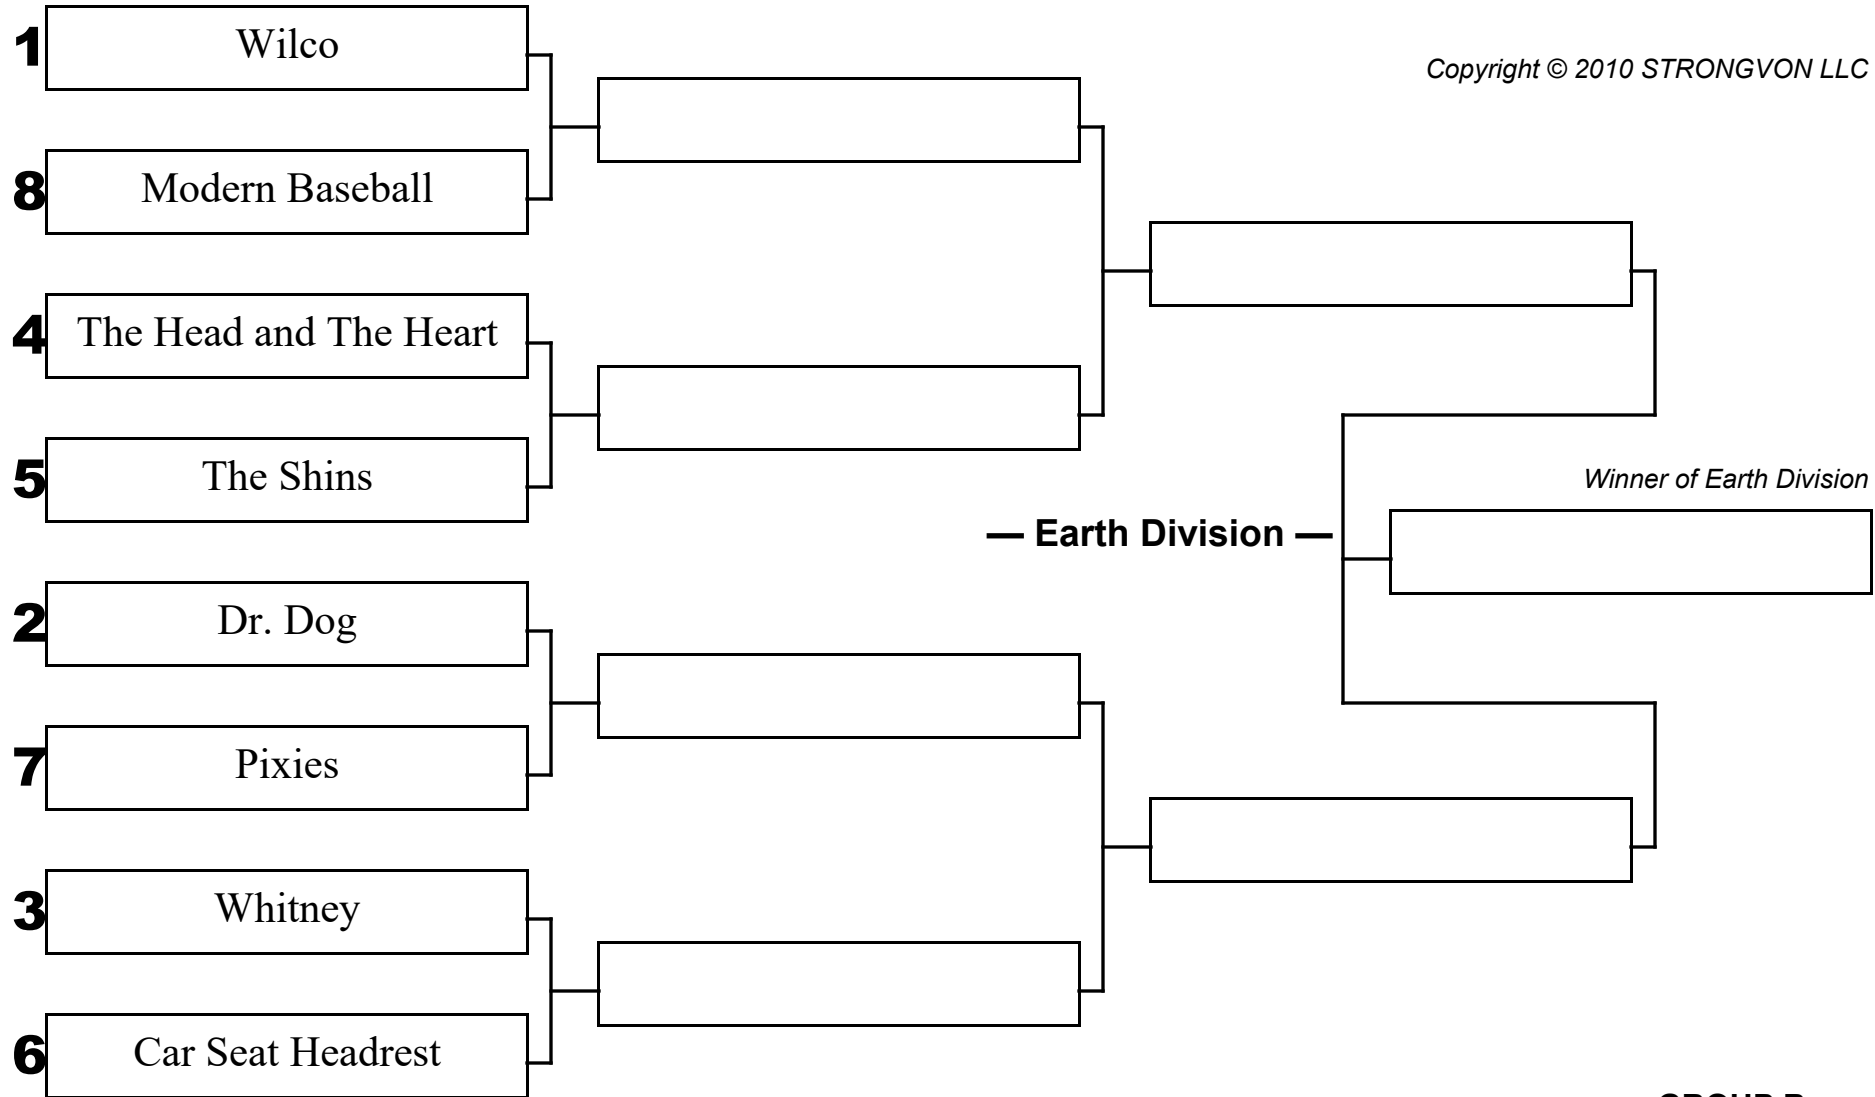 1 Wilco
Copyright © 2010 STRONGVON LLC
8 Modern Baseball
4 The Head and The Heart
5 The Shins
Winner of Earth Division
— Earth Division —
2 Dr. Dog
7 Pixies
3 Whitney
6 Car Seat Headrest